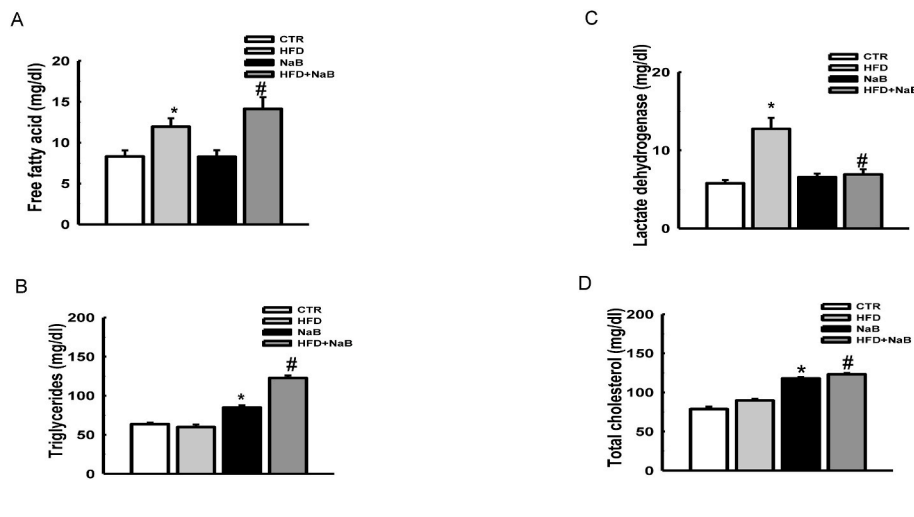 A
CTR
HFD
NaB
HFD+NaB
Free fatty acid (mg/dl)
20
15
10
5
0
*
#
C
CTR
HFD
NaB
HFD+NaB
Lactate dehydrogenase (mg/dl)
20
10
0
*
#
B
CTR
HFD
NaB
HFD+NaB
Triglycerides (mg/dl)
200
150
100
50
0
*
#
D
CTR
HFD
NaB
HFD+NaB
Total cholesterol (mg/dl)
200
150
100
50
0
*
#